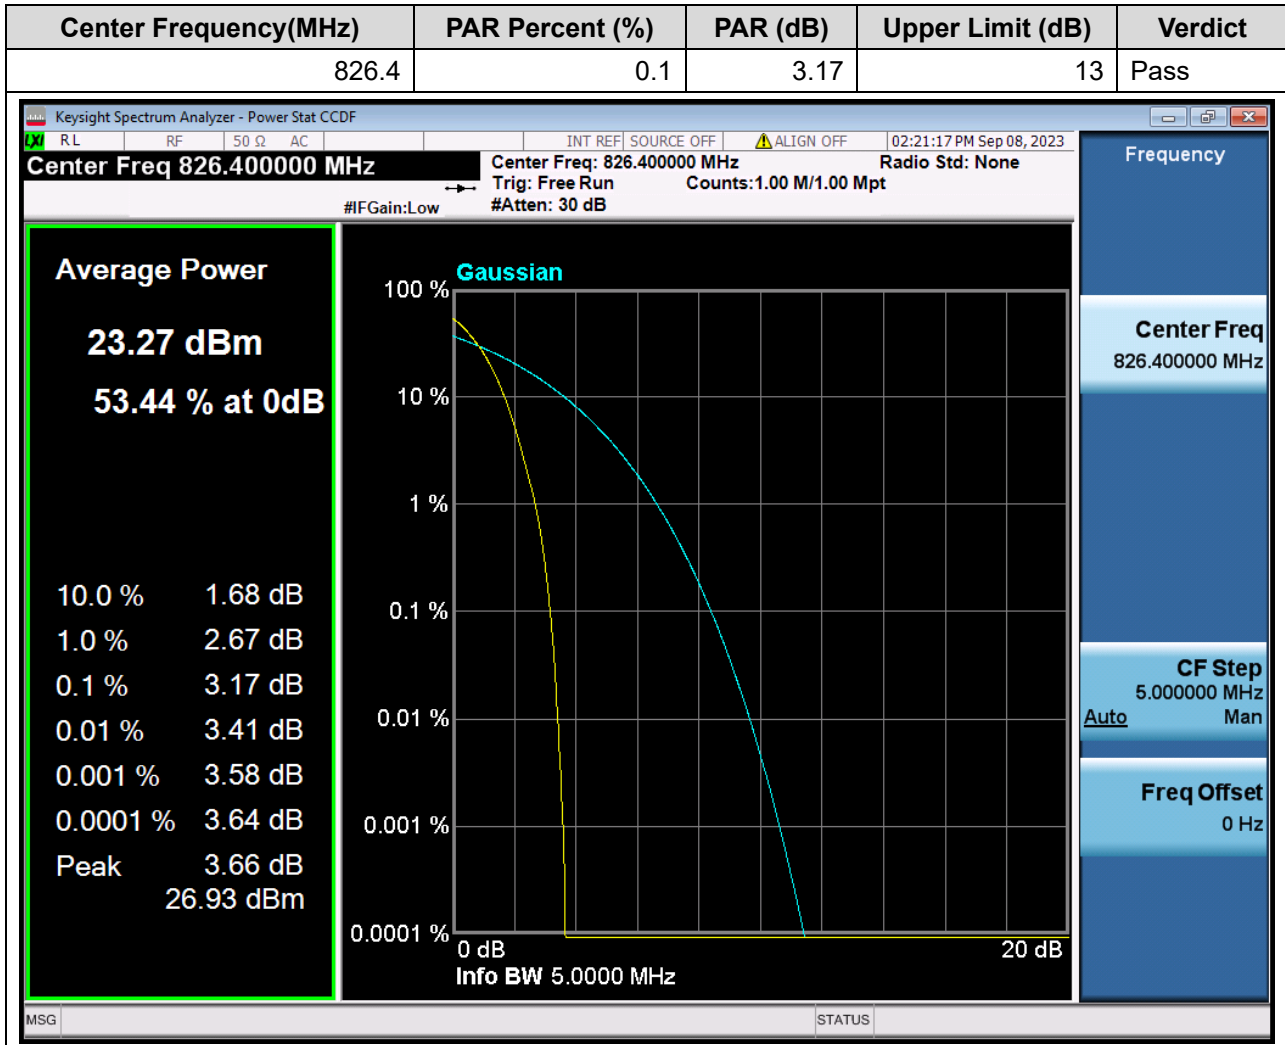 Center Frequency(MHz) PAR Percent (%) PAR (dB) Upper Limit (dB) Verdict
826.4 0.1 3.17 13 Pass
Keysight Spectrum Analyzer - Power Stat CCDF
LXI RL RF 50 Ω AC INT REF SOURCE OFF ALIGN OFF 02:21:17 PM Sep 08, 2023
Center Freq 826.400000 MHz
Center Freq: 826.400000 MHz Radio Std: None
Trig: Free Run Counts:1.00 M/1.00 Mpt
#IFGain:Low #Atten: 30 dB
Average Power
23.27 dBm
53.44 % at 0dB
10.0 % 1.68 dB
1.0 % 2.67 dB
0.1 % 3.17 dB
0.01 % 3.41 dB
0.001 % 3.58 dB
0.0001 % 3.64 dB
Peak 3.66 dB
26.93 dBm
Gaussian
100 %
10 %
1 %
0.1 %
0.01 %
0.001 %
0.0001 %
0 dB 20 dB
Info BW 5.0000 MHz
Frequency
Center Freq
826.400000 MHz
CF Step
5.000000 MHz
Auto Man
Freq Offset
0 Hz
MSG STATUS